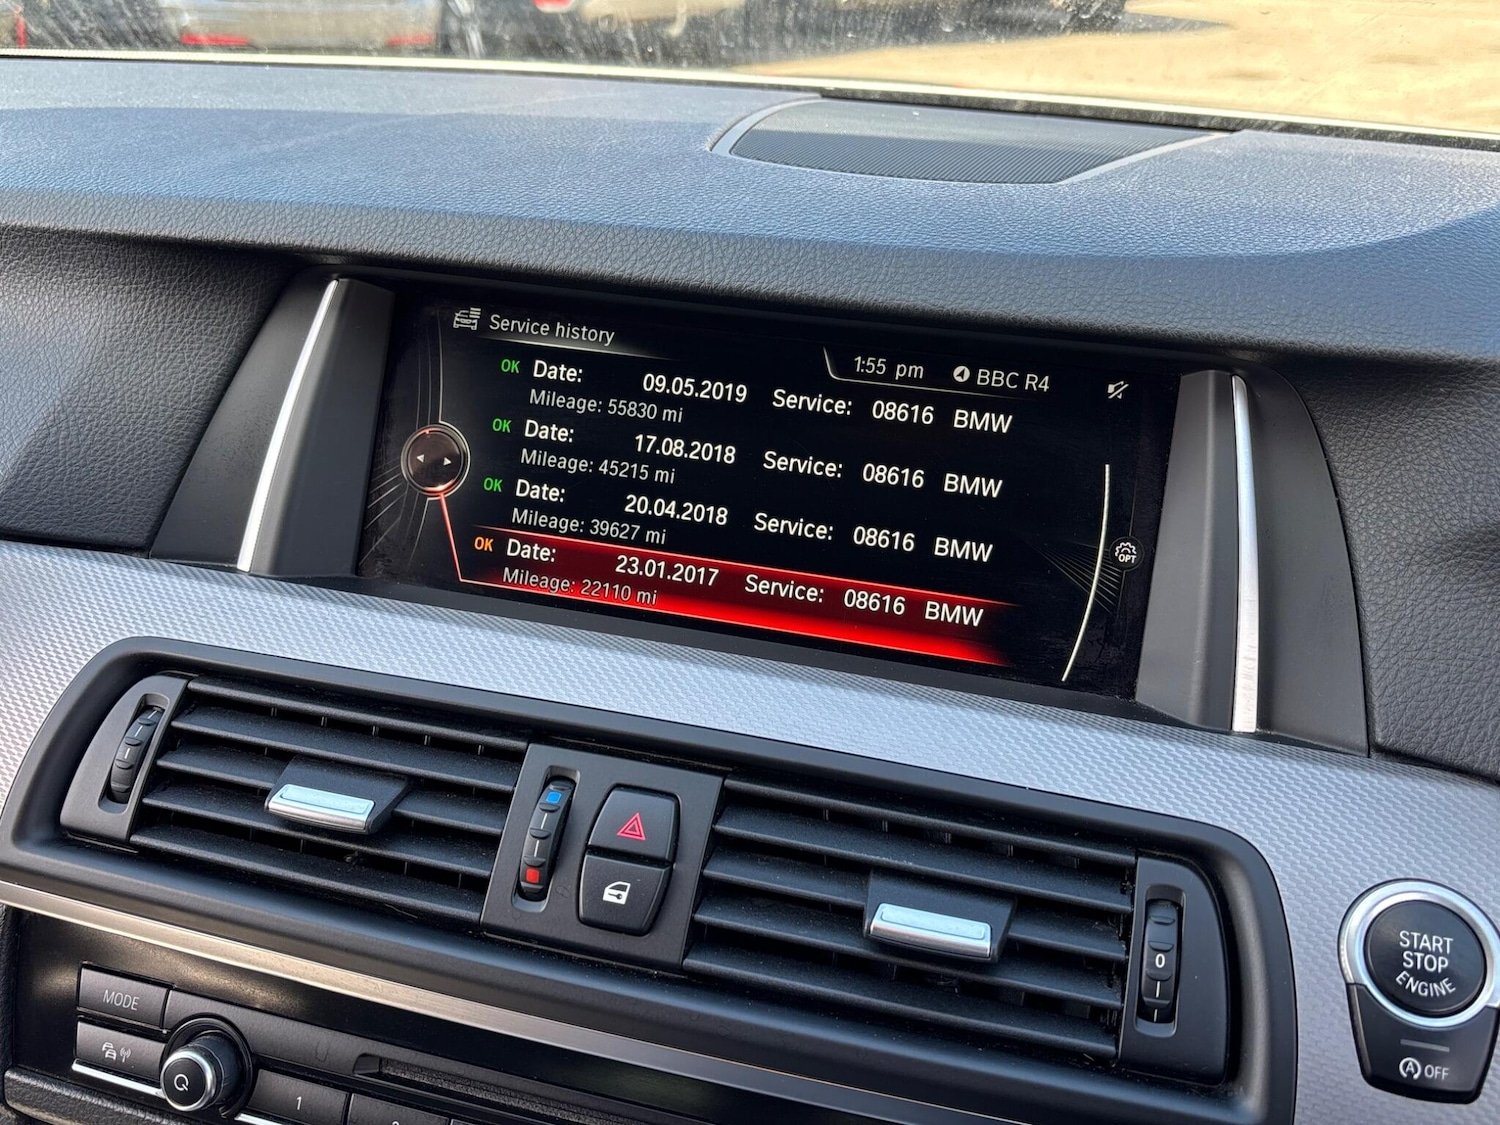 Service history
1:55 pm BBC R4
OK Date: 09.05.2019 Service: 08616 BMW
Mileage: 55830 mi
OK Date: 17.08.2018 Service: 08616 BMW
Mileage: 45215 mi
OK Date: 20.04.2018 Service: 08616 BMW
Mileage: 39627 mi
OK Date: 23.01.2017 Service: 08616 BMW
Mileage: 22110 mi
OPT
0
START
STOP
ENGINE
A OFF
MODE
1